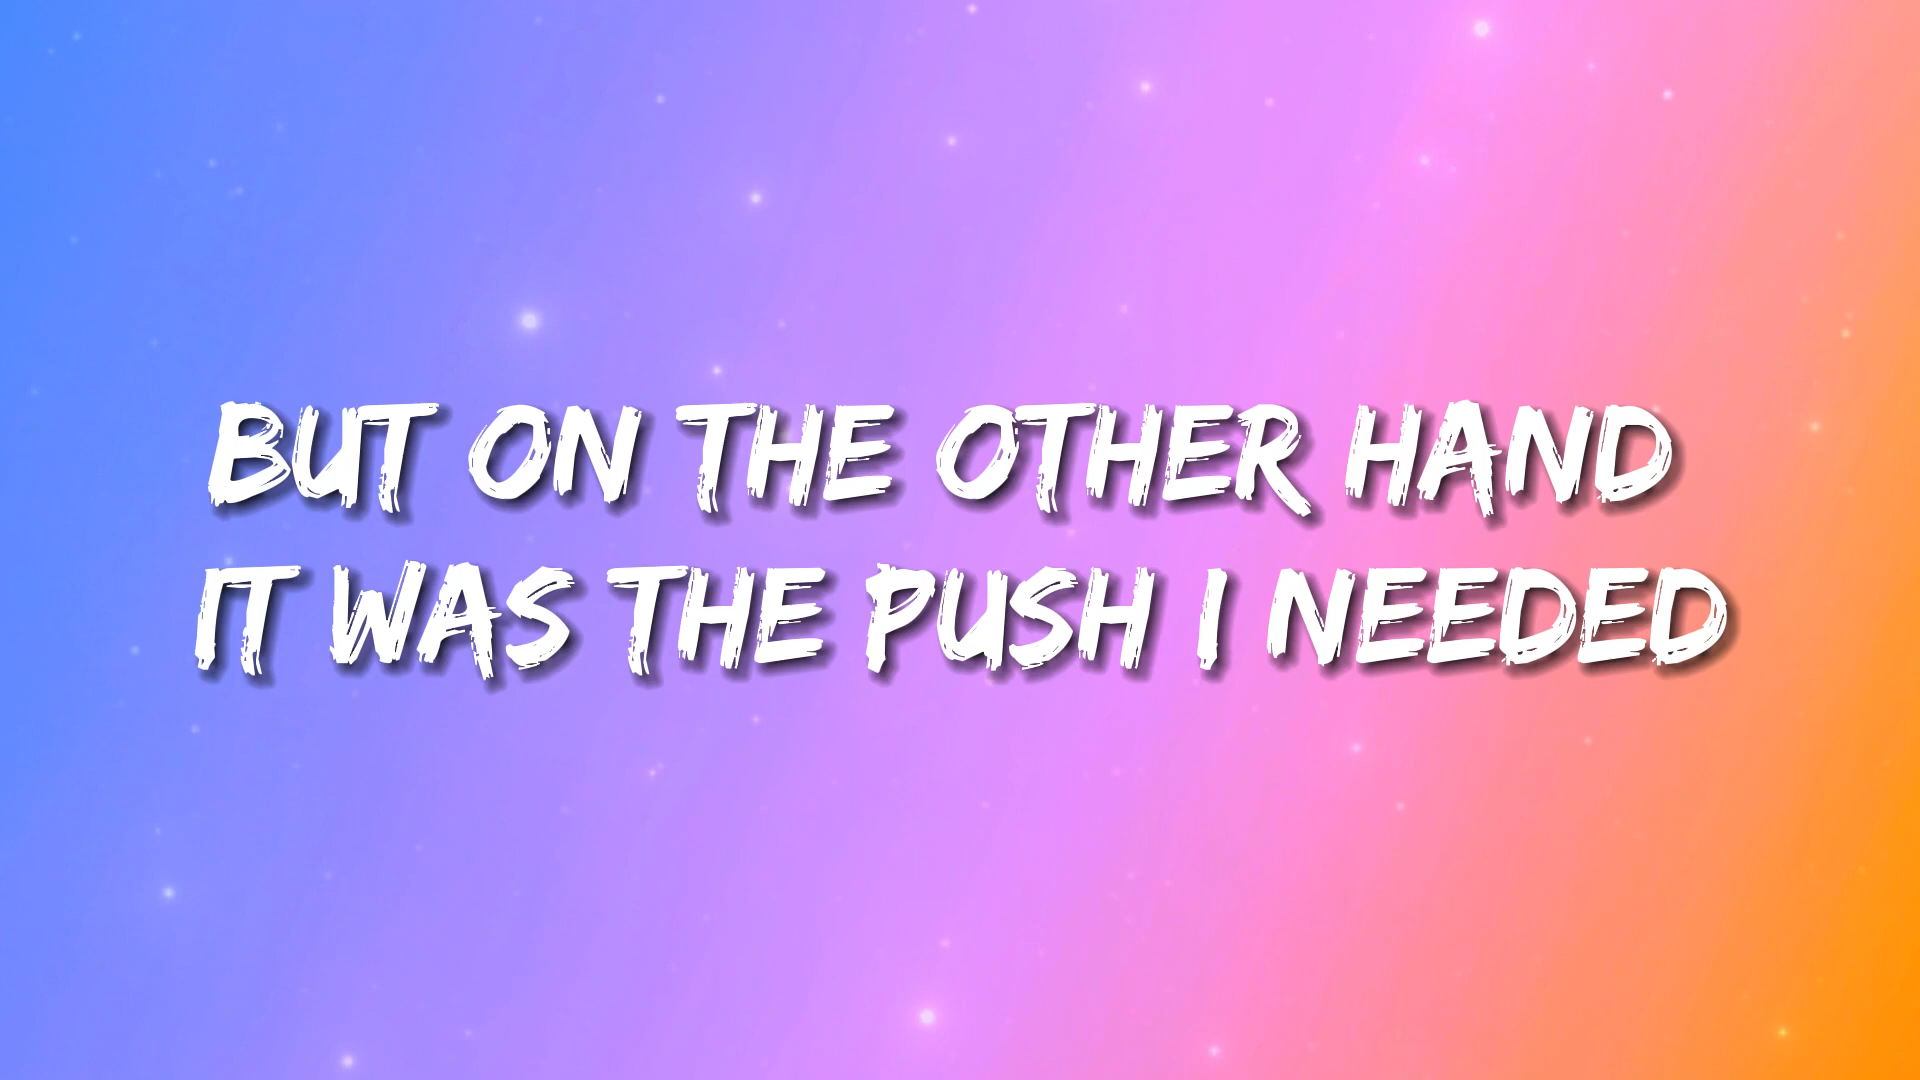 BUT ON THE OTHER HAND
IT WAS THE PUSH I NEEDED